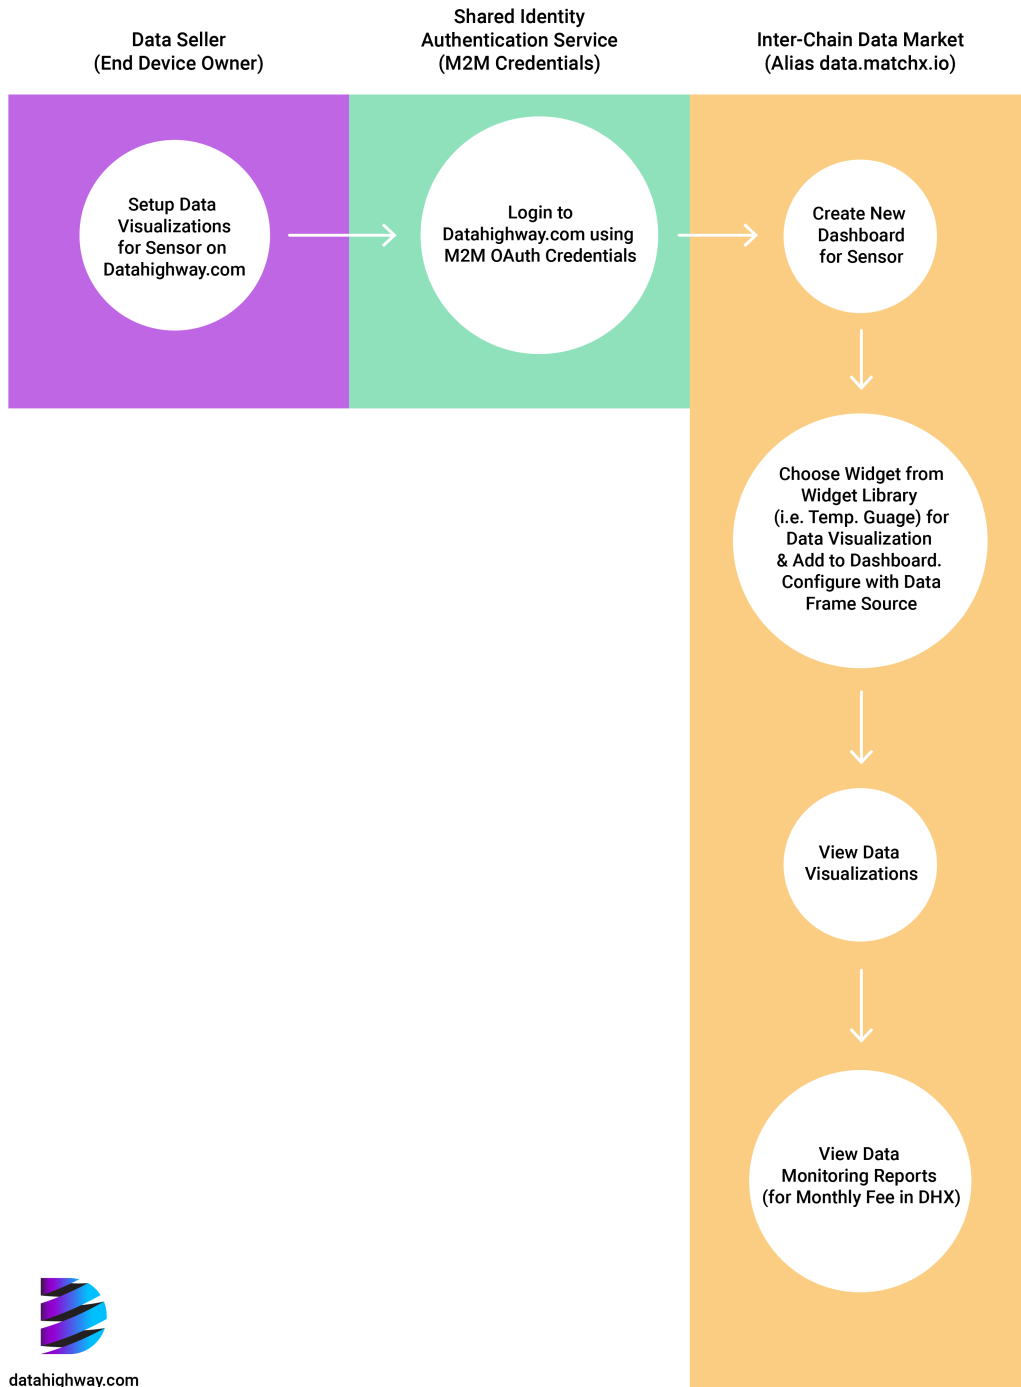 Data Seller
(End Device Owner)
Shared Identity
Authentication Service
(M2M Credentials)
Inter-Chain Data Market
(Alias data.matchx.io)
Setup Data
Visualizations
for Sensor on
Datahighway.com
Login to
Datahighway.com using
M2M OAuth Credentials
Create New
Dashboard
for Sensor
Choose Widget from
Widget Library
(i.e. Temp. Guage) for
Data Visualization
& Add to Dashboard.
Configure with Data
Frame Source
View Data
Visualizations
View Data
Monitoring Reports
(for Monthly Fee in DHX)
datahighway.com